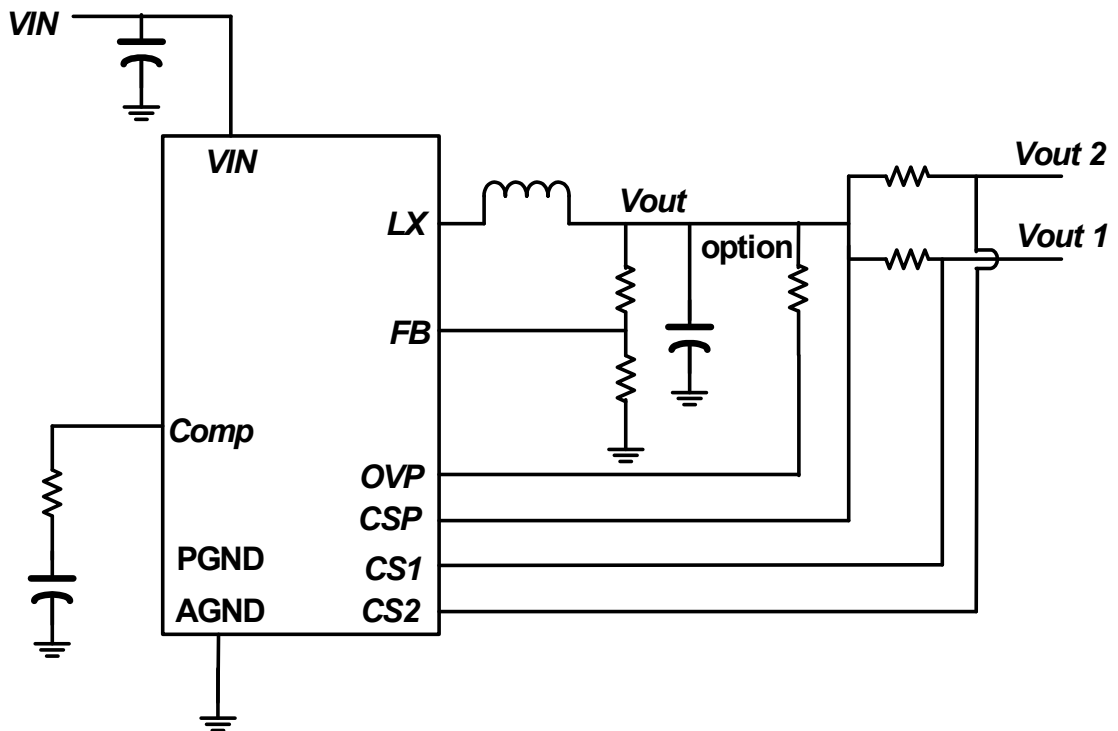 VIN
VIN
Vout 2
LX
Vout
option
Vout 1
FB
Comp
OVP
CSP
PGND
CS1
AGND
CS2